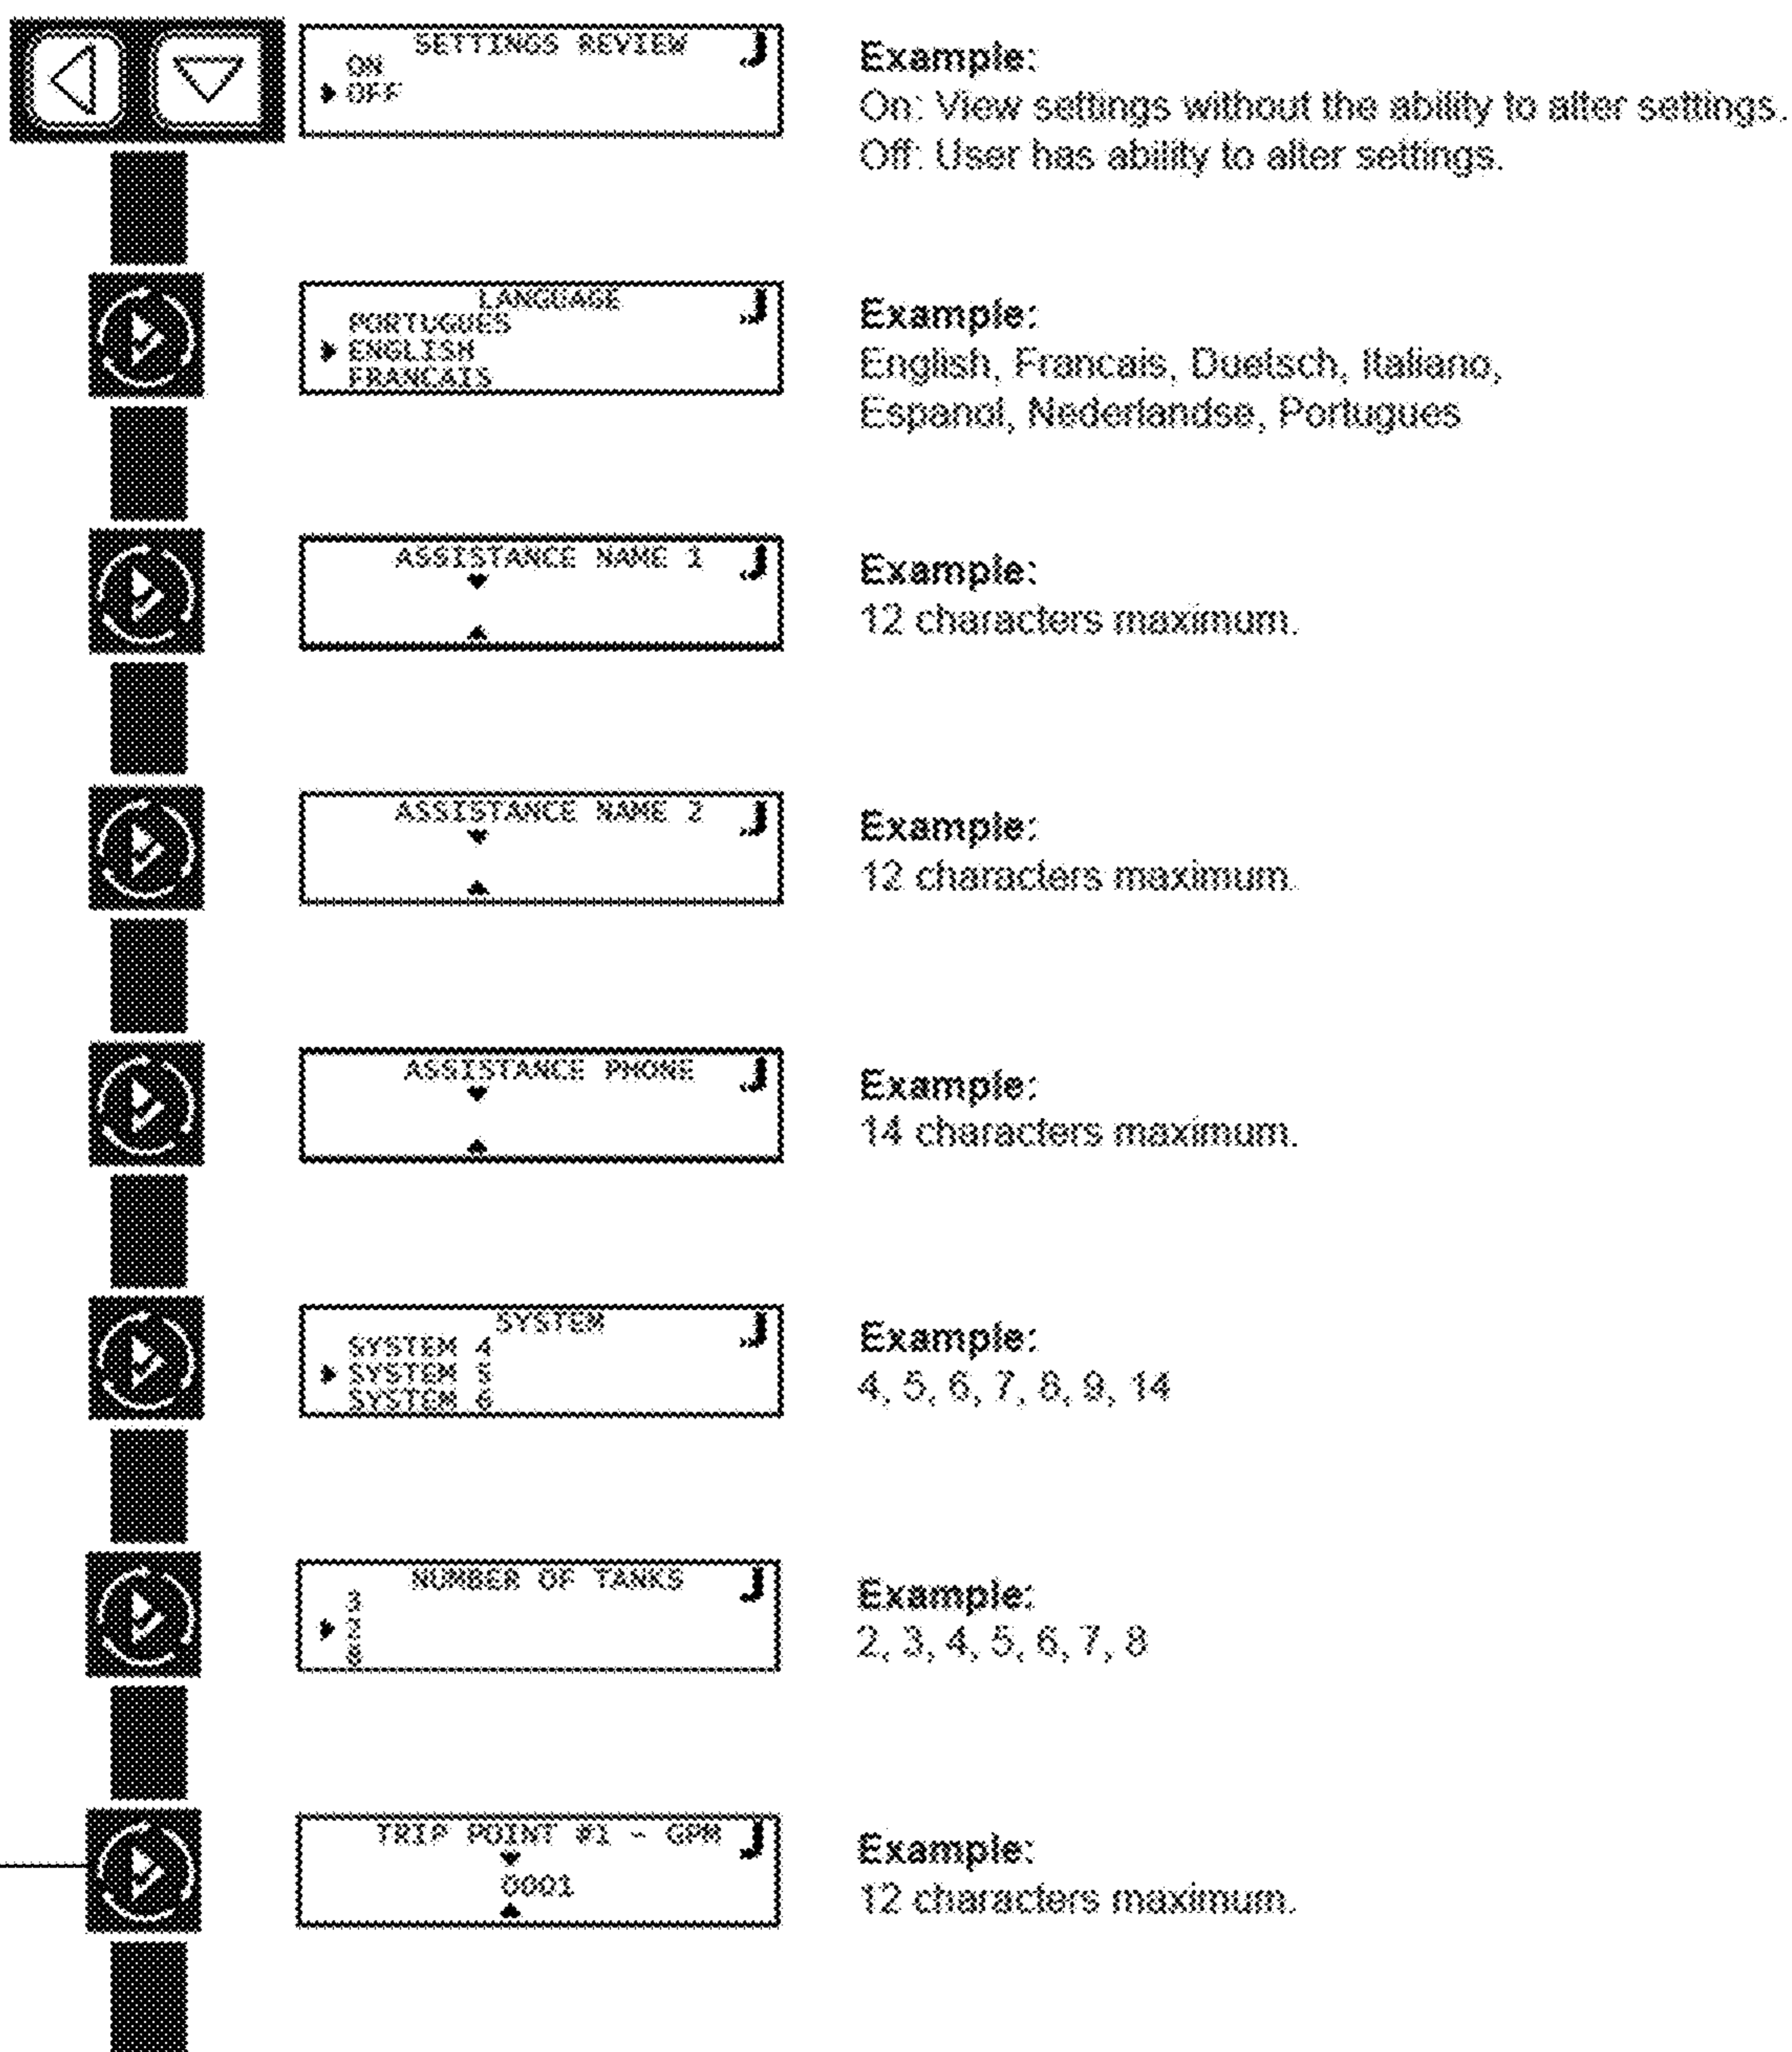 SETTINGS REVIEW
ON
OFF
Example:
On: View settings without the ability to alter settings.
Off: User has ability to alter settings.
LANGUAGE
PORTUGUES
ENGLISH
FRANCAIS
Example:
English, Francais, Duetsch, Italiano,
Espanol, Nederlandse, Portugues
ASSISTANCE NAME 1
Example:
12 characters maximum.
ASSISTANCE NAME 2
Example:
12 characters maximum.
ASSISTANCE PHONE
Example:
14 characters maximum.
SYSTEM
SYSTEM 4
SYSTEM 5
SYSTEM 6
Example:
4, 5, 6, 7, 8, 9, 14
NUMBER OF TANKS
3
2
8
Example:
2, 3, 4, 5, 6, 7, 8
TRIP POINT #1 - GPM
0001
Example:
12 characters maximum.